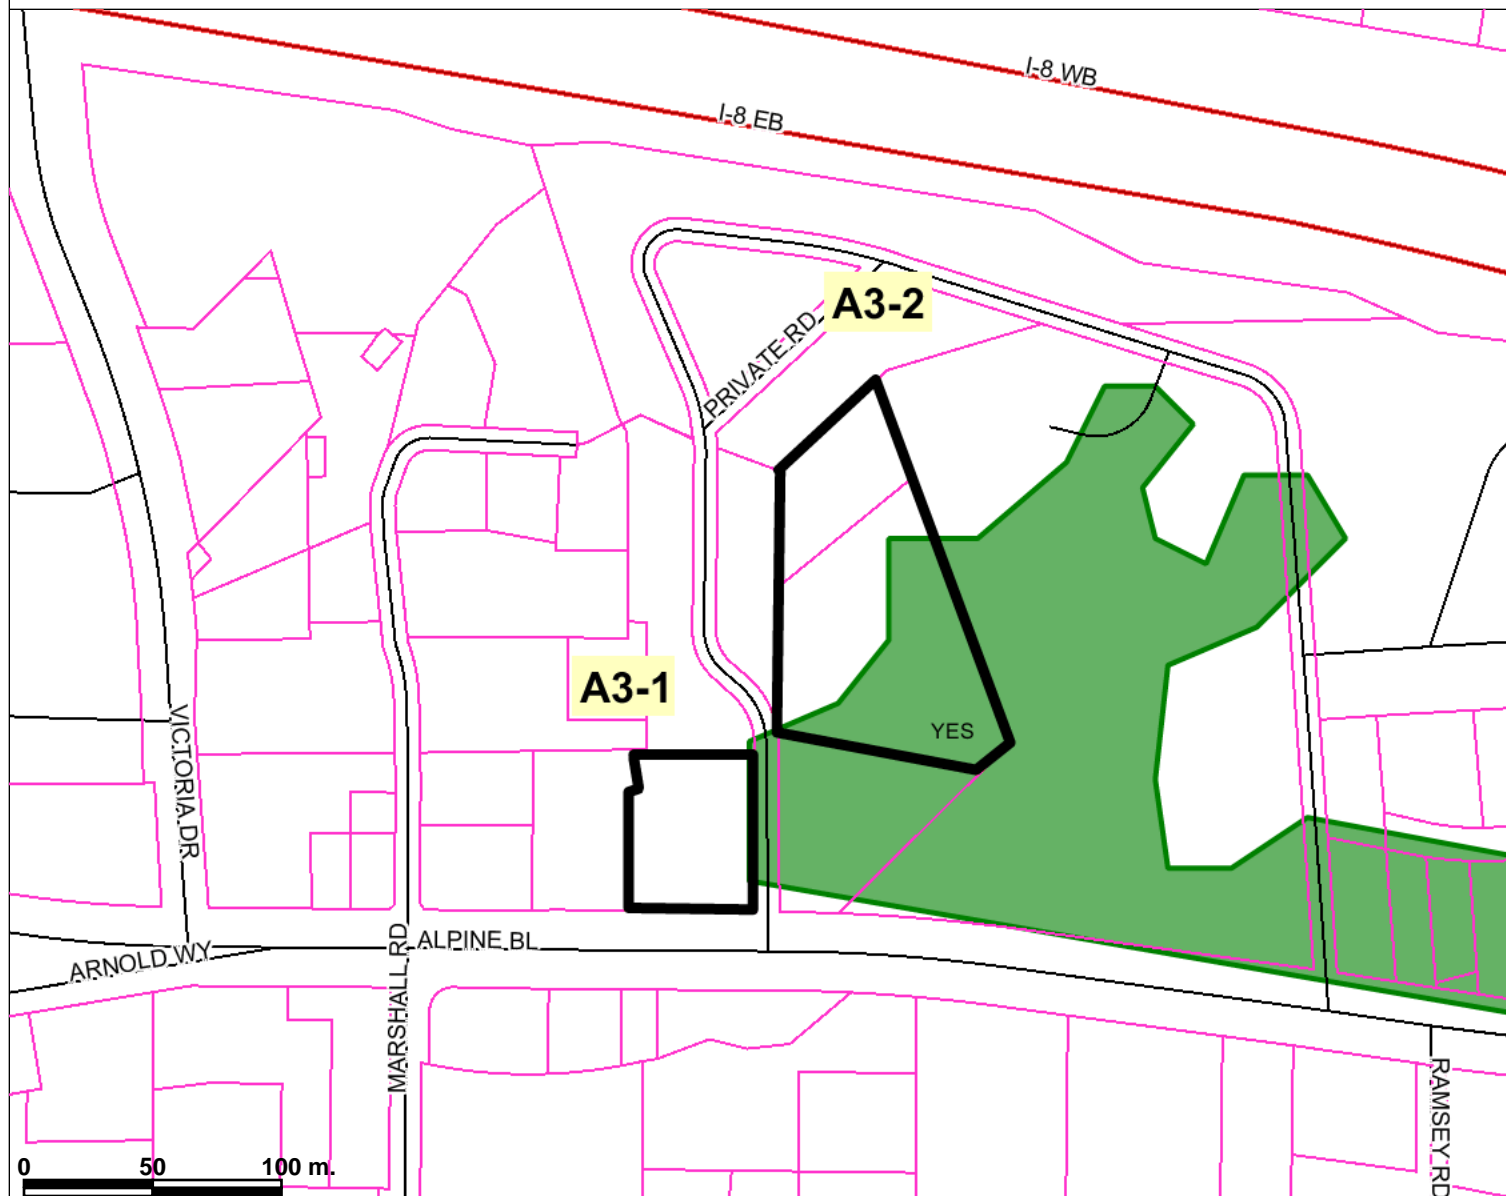 I-8 WB
I-8 EB
A3-2
PRIVATE RD
A3-1
YES
VICTORIA DR
ALPINE BL
ARNOLD WY
MARSHALL RD
RAMSEY RD
0 50 100 m.